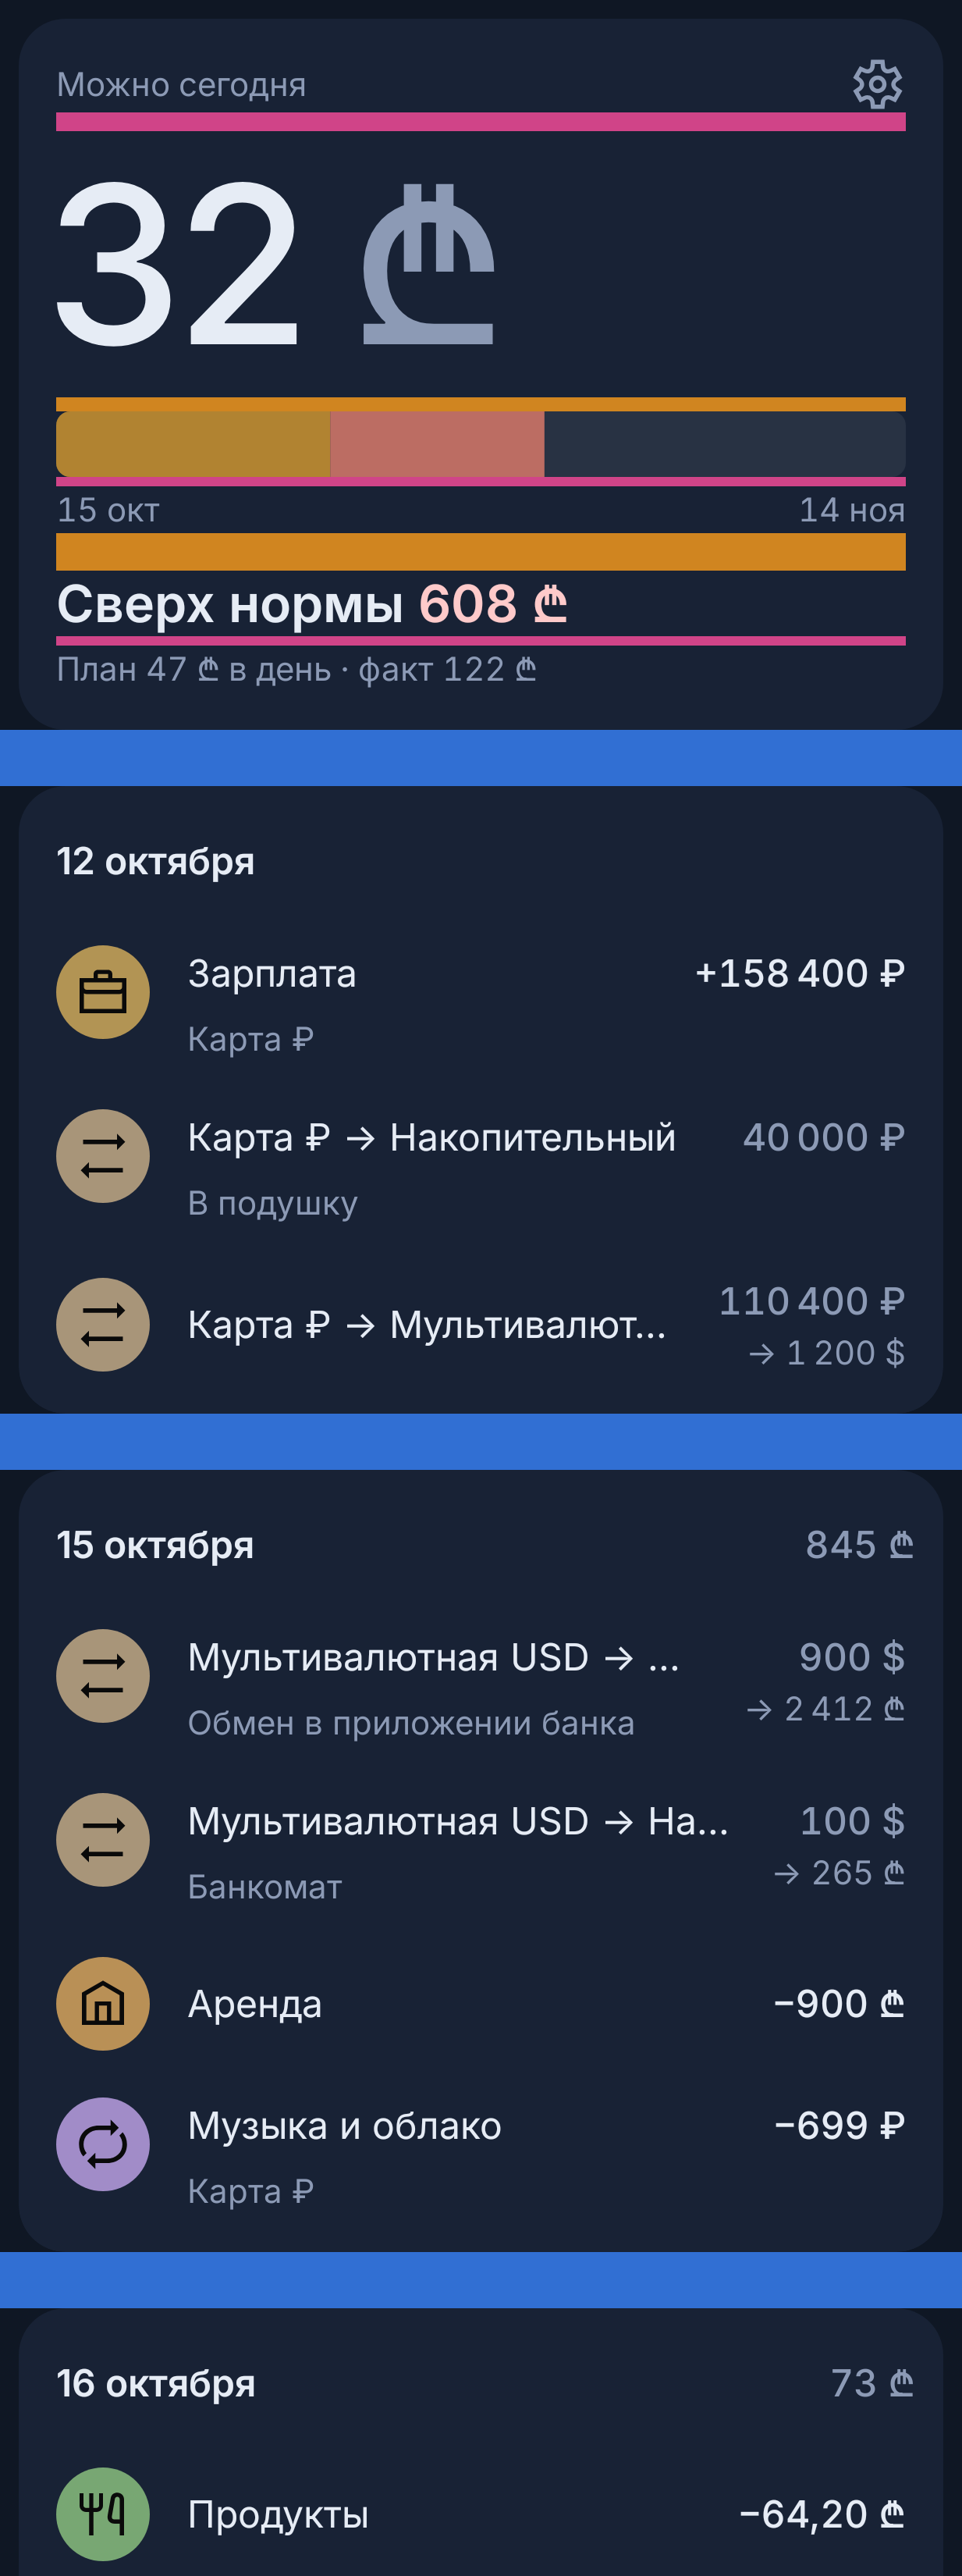 Можно сегодня
32 ₾
15 окт 14 ноя
Сверх нормы 608 ₾
План 47 ₾ в день · факт 122 ₾
12 октября
Зарплата +158 400 ₽
Карта ₽
Карта ₽ → Накопительный 40 000 ₽
В подушку
Карта ₽ → Мультивалют... 110 400 ₽
→ 1 200 $
15 октября 845 ₾
Мультивалютная USD → ... 900 $
Обмен в приложении банка → 2 412 ₾
Мультивалютная USD → На... 100 $
Банкомат → 265 ₾
Аренда −900 ₾
Музыка и облако −699 ₽
Карта ₽
16 октября 73 ₾
Продукты −64,20 ₾